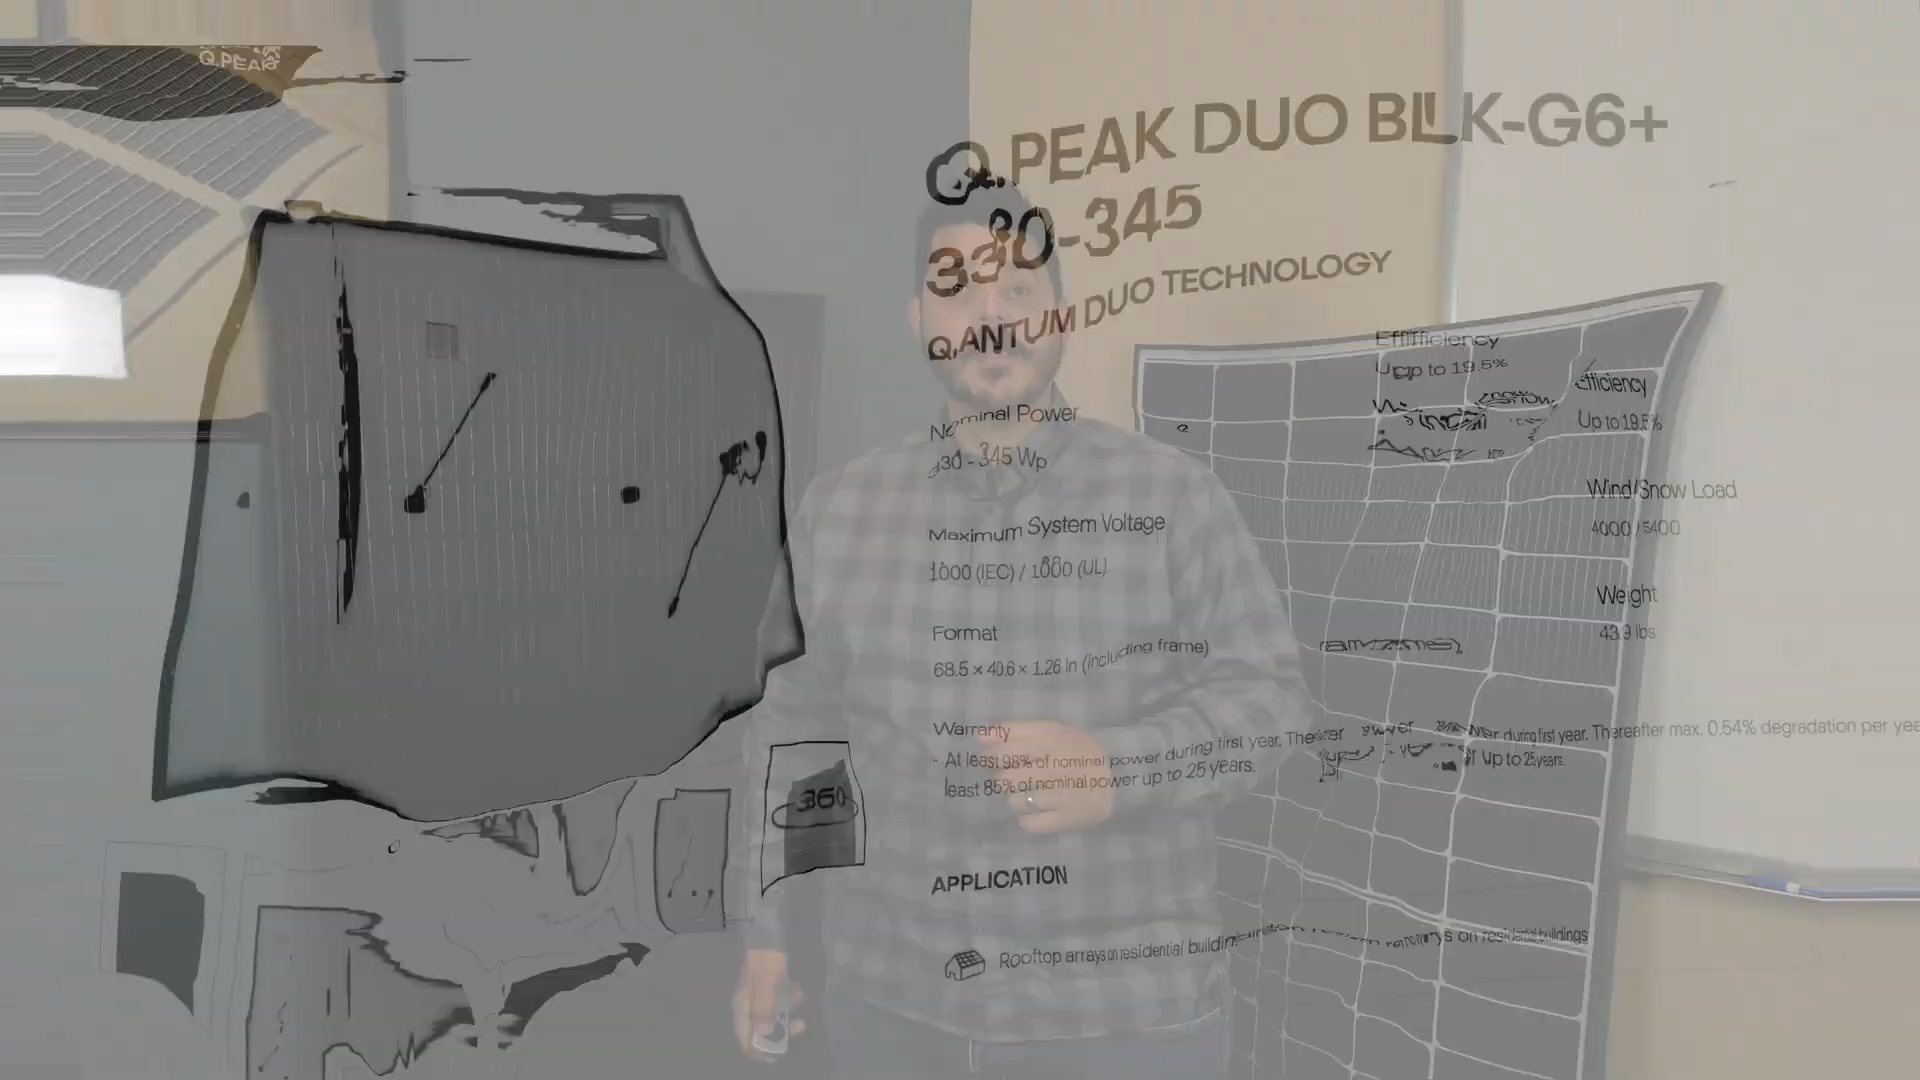 Q.PEAK
Q.PEAK DUO BLK-G6+
330-345
Q.ANTUM DUO TECHNOLOGY
Efficiency
Up to 19.5%
Efficiency
Up to 19.5%
Nominal Power
330 - 345 Wp
Wind/Snow Load
4000 / 5400
Maximum System Voltage
1000 (IEC) / 1000 (UL)
Weight
43.9 lbs
Format
68.5 × 40.6 × 1.26 in (including frame)
Warranty
- At least 98% of nominal power during first year.
during first year. Thereafter max. 0.54% degradation per
least 85% of nominal power up to 25 years.
Up to 25 years.
360
APPLICATION
Rooftop arrays on residential
on residential buildings